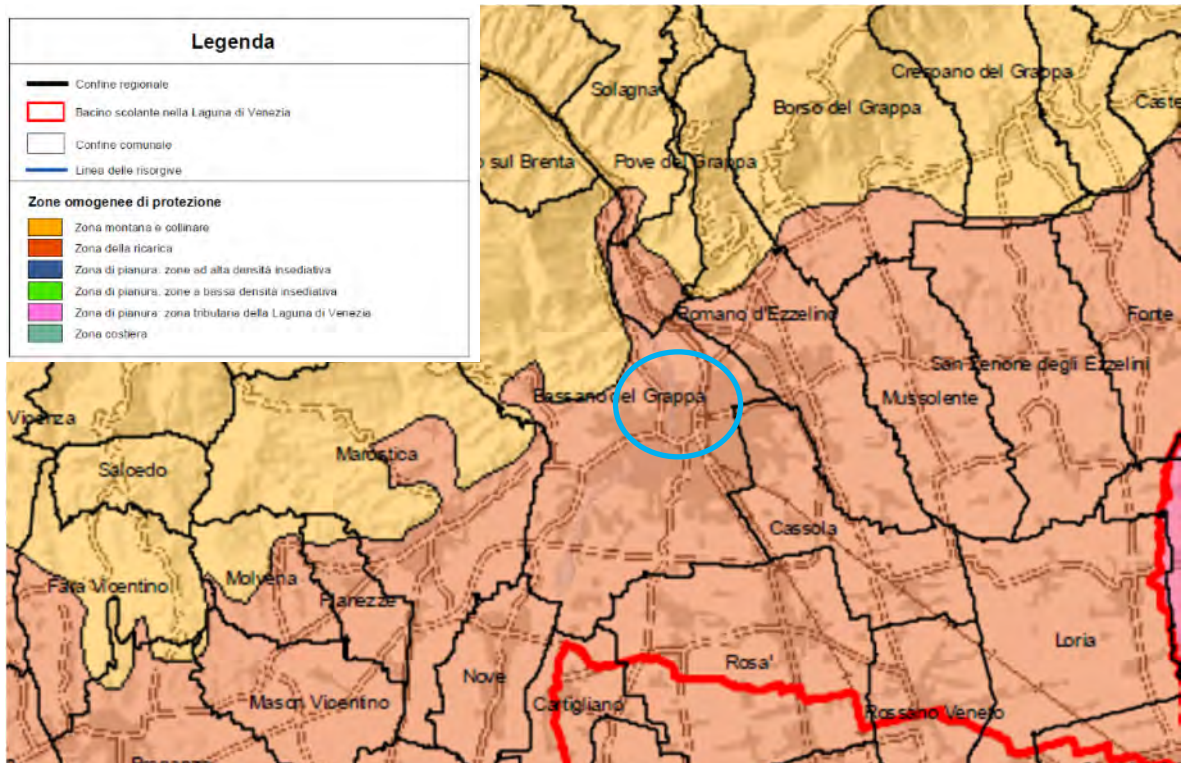 Legenda
Confine regionale
Bacino scolante nella Laguna di Venezia
Confine comunale
Linea delle risorgive
Zone omogenee di protezione
Zona montana e collinare
Zona della ricarica
Zona di pianura: zone ad alta densità insediativa
Zona di pianura: zone a bassa densità insediativa
Zona di pianura: zona tributaria della Laguna di Venezia
Zona costiera
Crespano del Grappa
Solagna
Borso del Grappa
Caste
o sul Brenta
Pove del Grappa
Romano d'Ezzelino
Fonte
San Zenone degli Ezzelini
Bassano del Grappa
Mussolente
Vicenza
Marostica
Salcedo
Cassola
Fara Vicentino
Molvena
Pianezze
Loria
Rosa'
Nove
Mason Vicentino
Cartigliano
Rossano Veneto